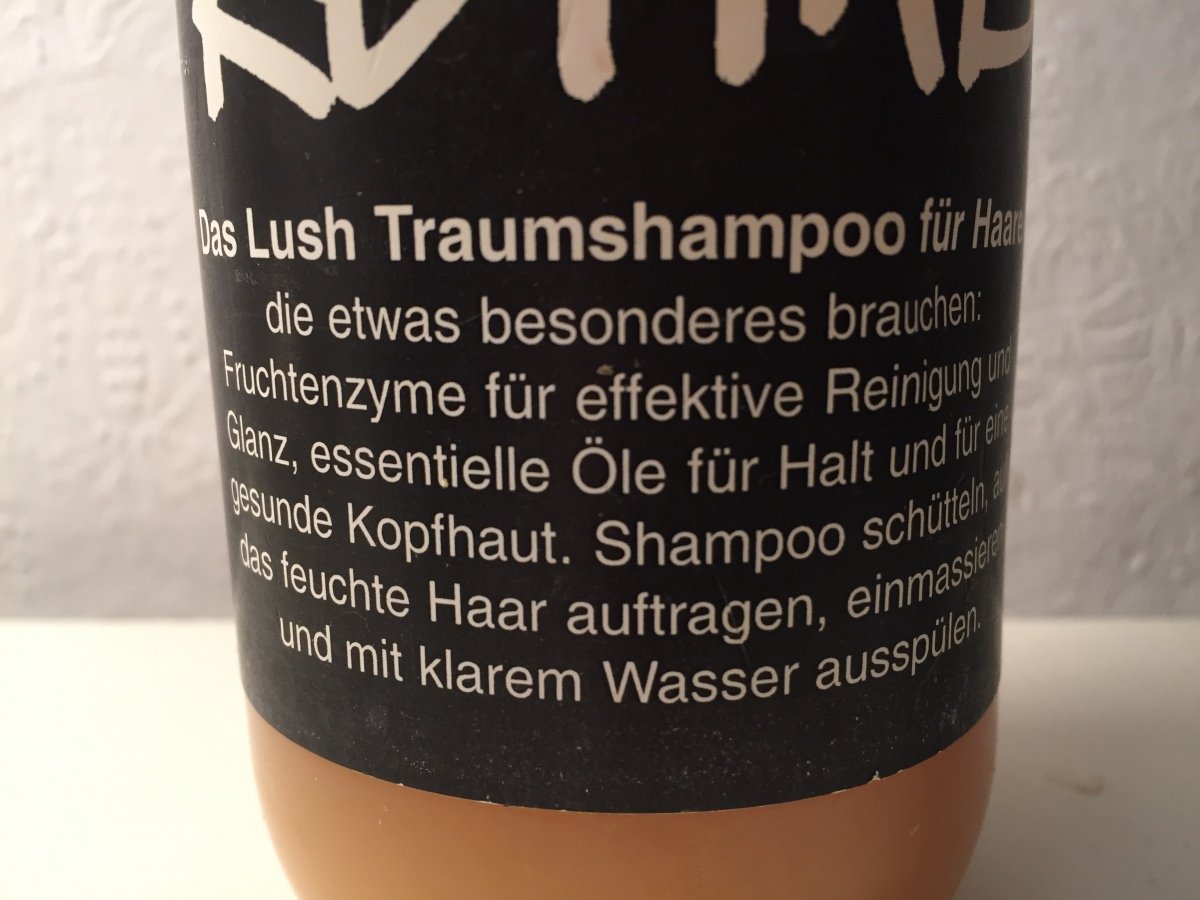 Das Lush Traumshampoo für Haare
die etwas besonderes brauchen:
Fruchtenzyme für effektive Reinigung und
Glanz, essentielle Öle für Halt und für eine
gesunde Kopfhaut. Shampoo schütteln,
das feuchte Haar auftragen, einmassieren
und mit klarem Wasser ausspülen.